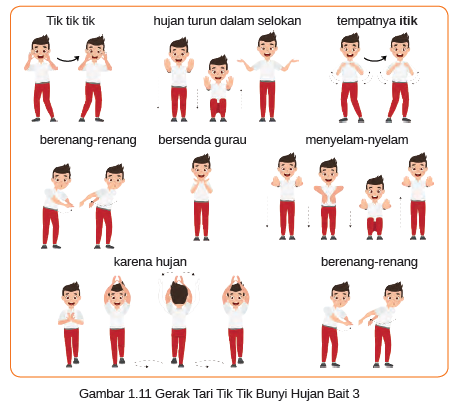 Tik tik tik
hujan turun dalam selokan
tempatnya itik
berenang-renang
bersenda gurau
menyelam-nyelam
karena hujan
berenang-renang
Gambar 1.11 Gerak Tari Tik Tik Bunyi Hujan Bait 3